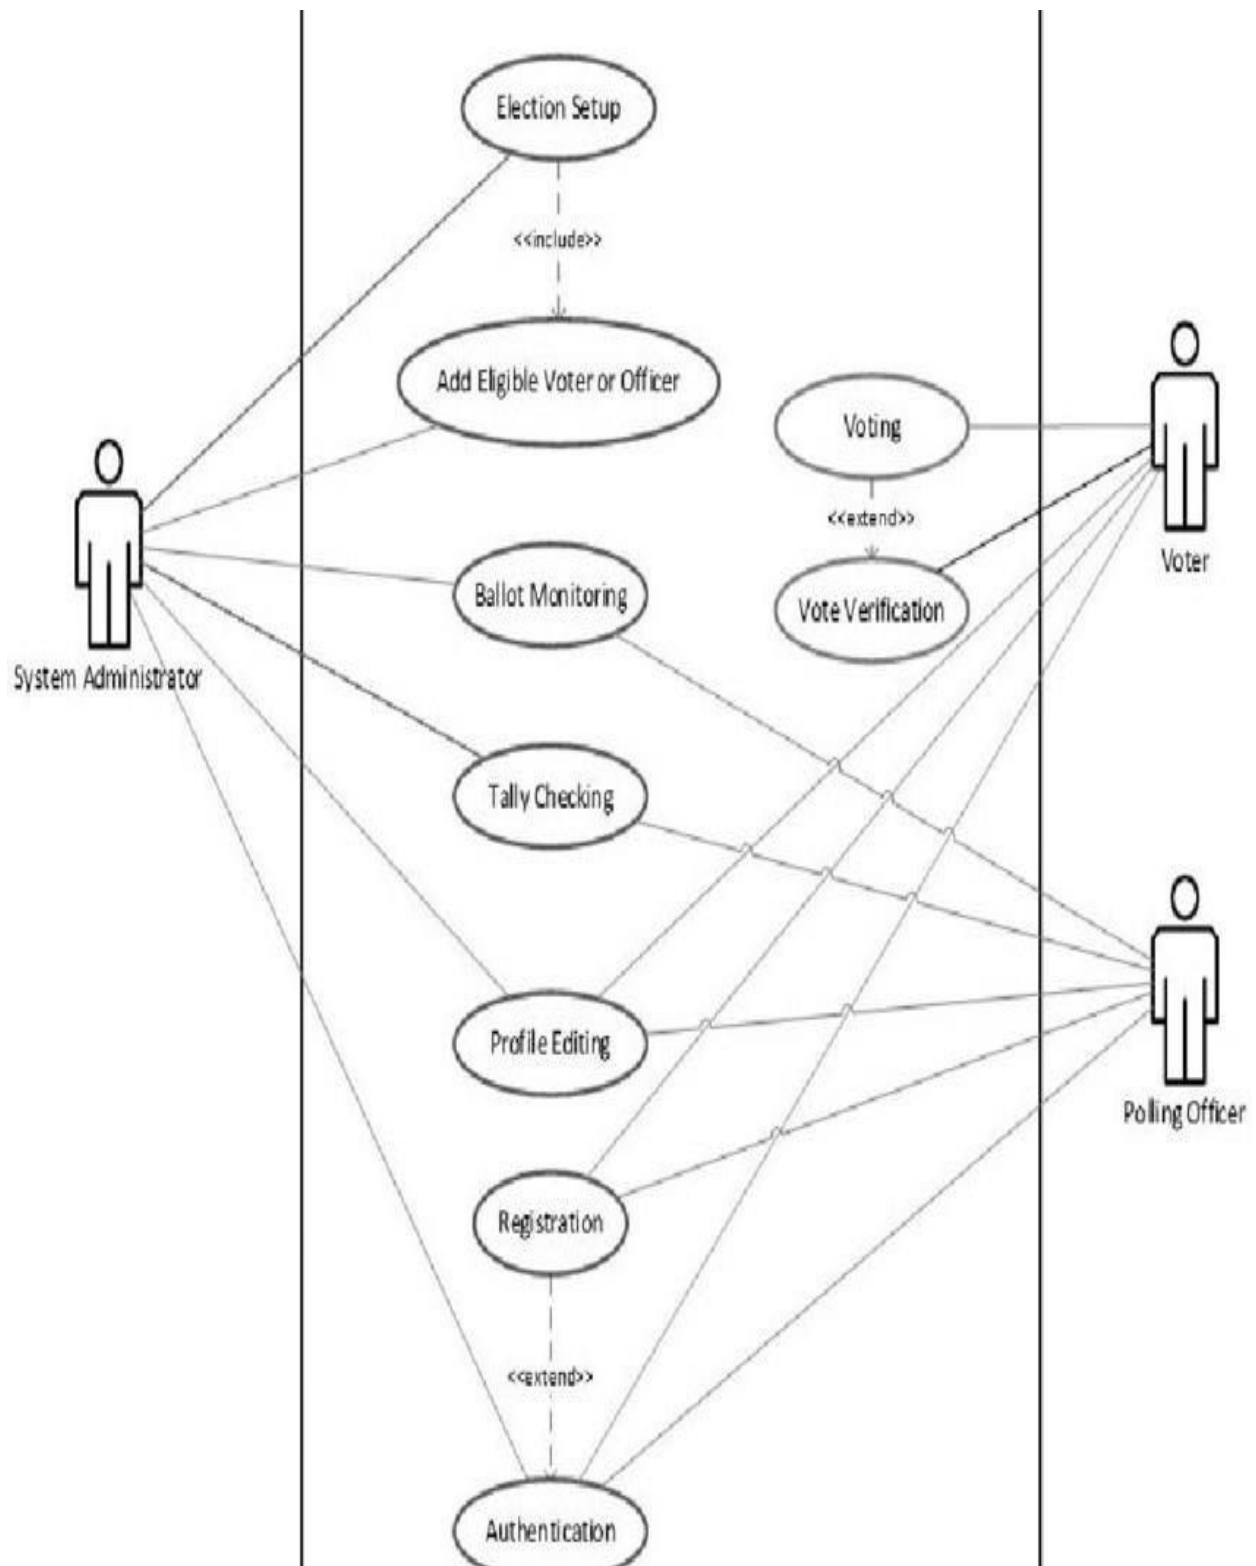 Election Setup
<<include>>
Add Eligible Voter or Officer
Voting
<<extend>>
Voter
Ballot Monitoring
Vote Verification
System Administrator
Tally Checking
Profile Editing
Polling Officer
Registration
<<extend>>
Authentication